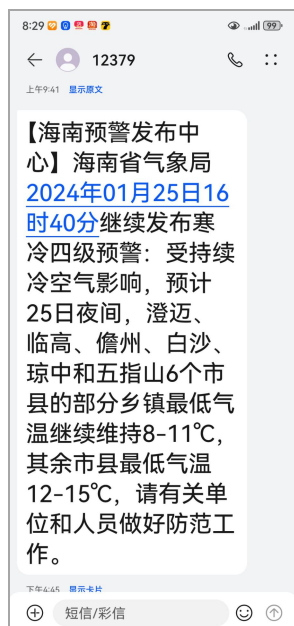 8:29
99
12379
上午9:41 显示原文
【海南预警发布中
心】海南省气象局
2024年01月25日16
时40分继续发布寒
冷四级预警：受持续
冷空气影响，预计
25日夜间，澄迈、
临高、儋州、白沙、
琼中和五指山6个市
县的部分乡镇最低气
温继续维持8-11℃，
其余市县最低气温
12-15℃，请有关单
位和人员做好防范工
作。
下午4:45 显示卡片
短信/彩信